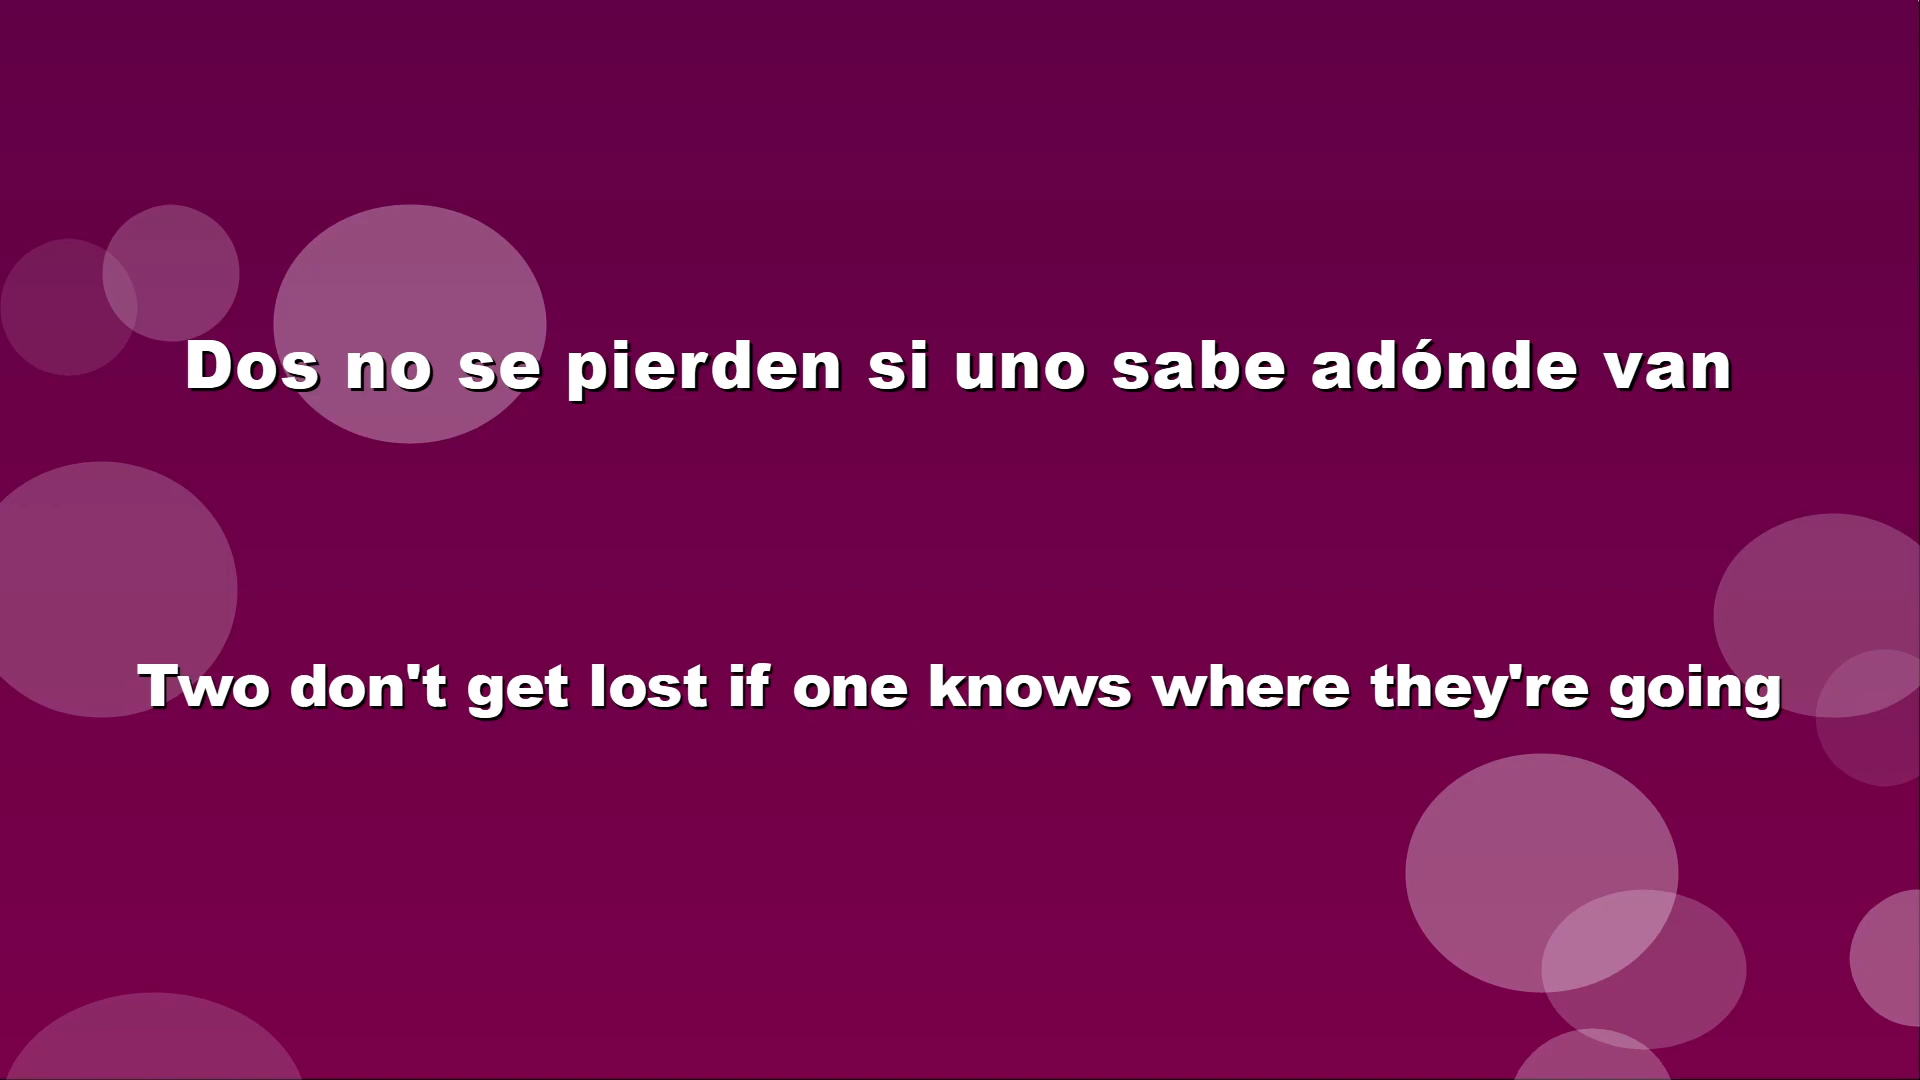 Dos no se pierden si uno sabe adónde van
Two don't get lost if one knows where they're going